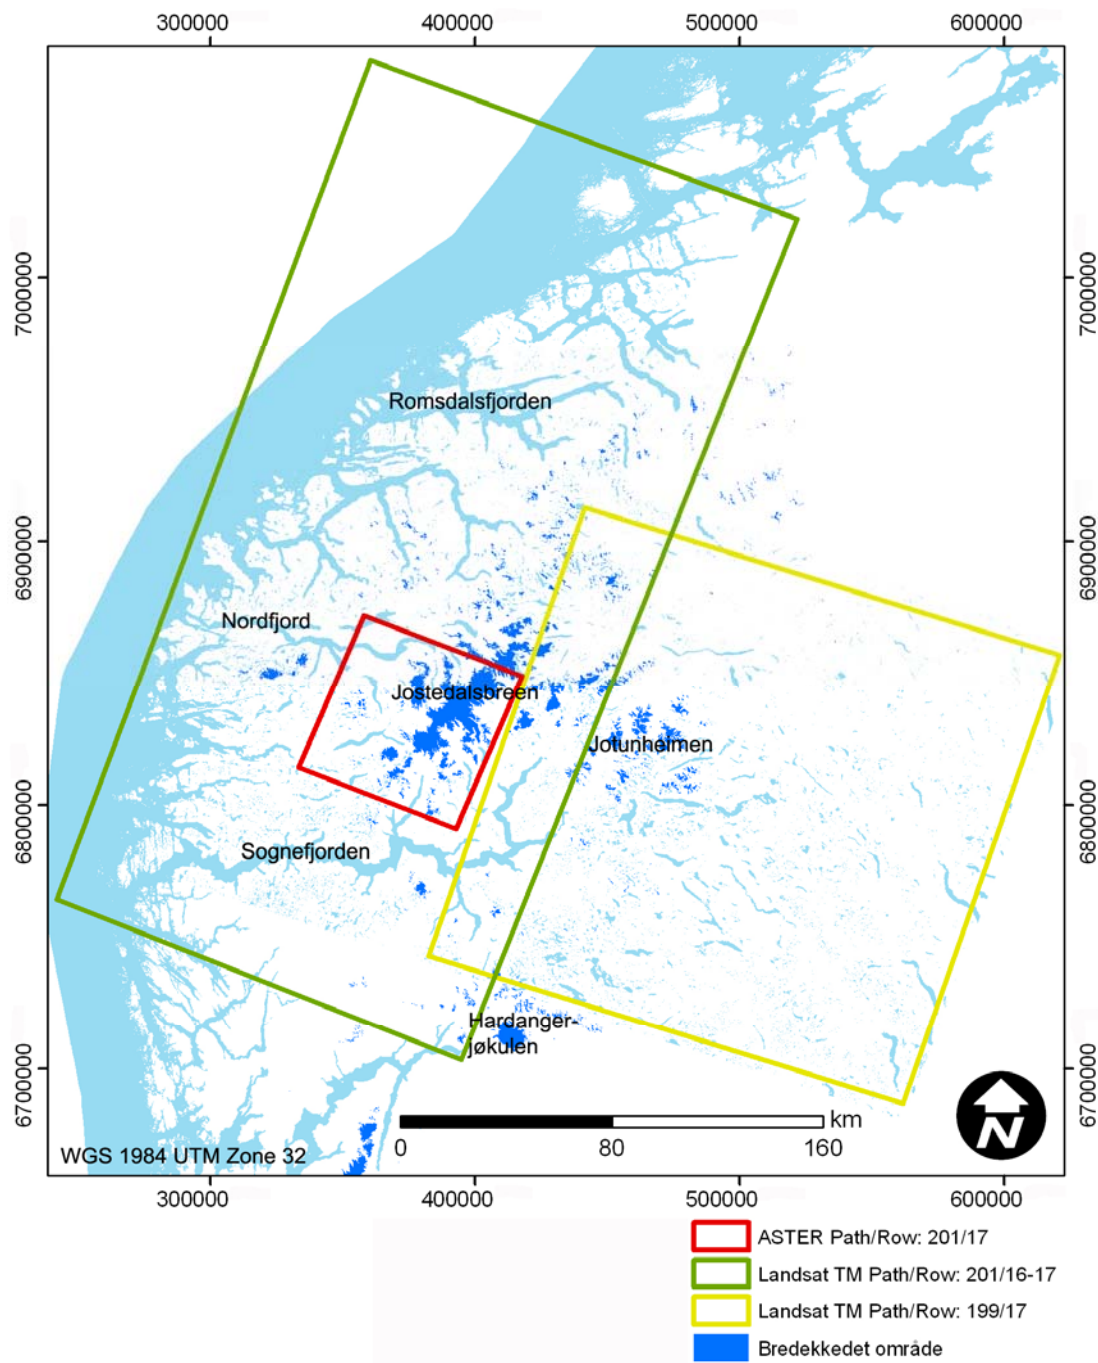 300000 400000 500000 600000
7000000 7000000
Romsdalsfjorden
6900000 6900000
Nordfjord
Jostedalsbreen
Jotunheimen
6800000 6800000
Sognefjorden
Hardanger-
jøkulen
6700000 6700000
km
0 80 160
N
WGS 1984 UTM Zone 32
300000 400000 500000 600000
ASTER Path/Row: 201/17
Landsat TM Path/Row: 201/16-17
Landsat TM Path/Row: 199/17
Bredekkedet område